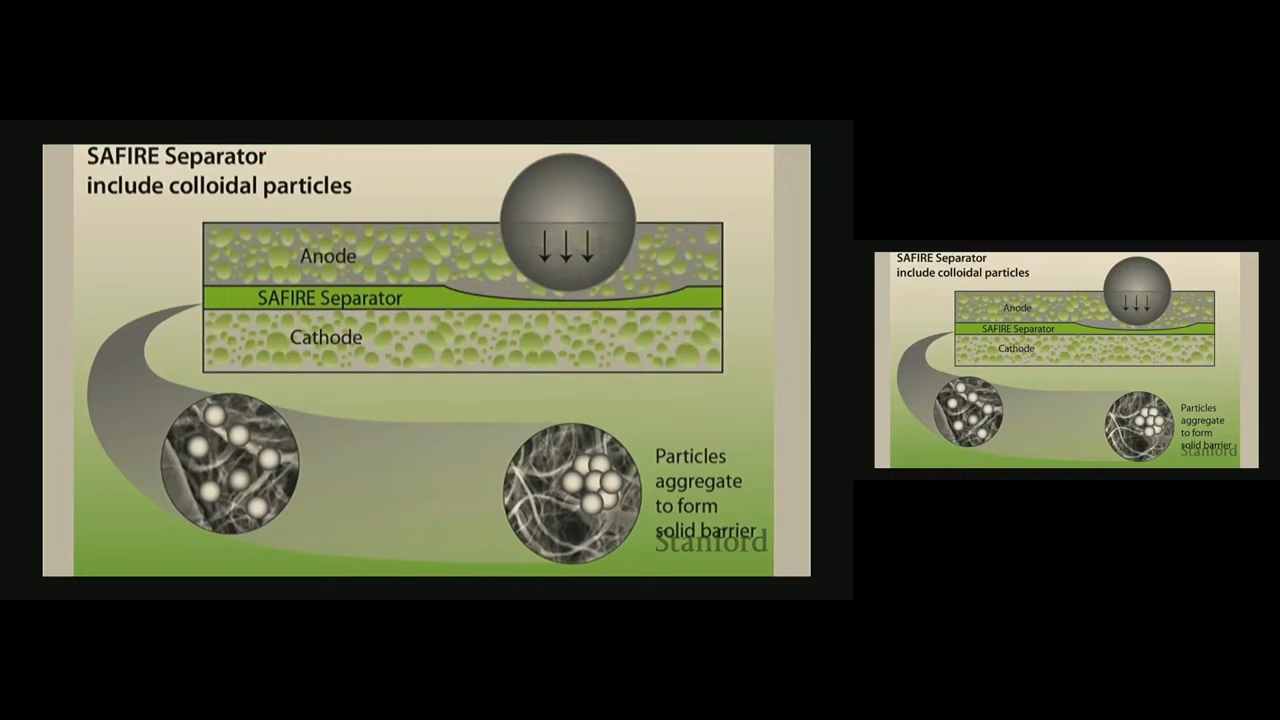 SAFIRE Separator
include colloidal particles
Anode
SAFIRE Separator
Cathode
Particles
aggregate
to form
solid barrier
Stanford
SAFIRE Separator
include colloidal particles
Anode
SAFIRE Separator
Cathode
Particles
aggregate
to form
solid barrier
Stanford